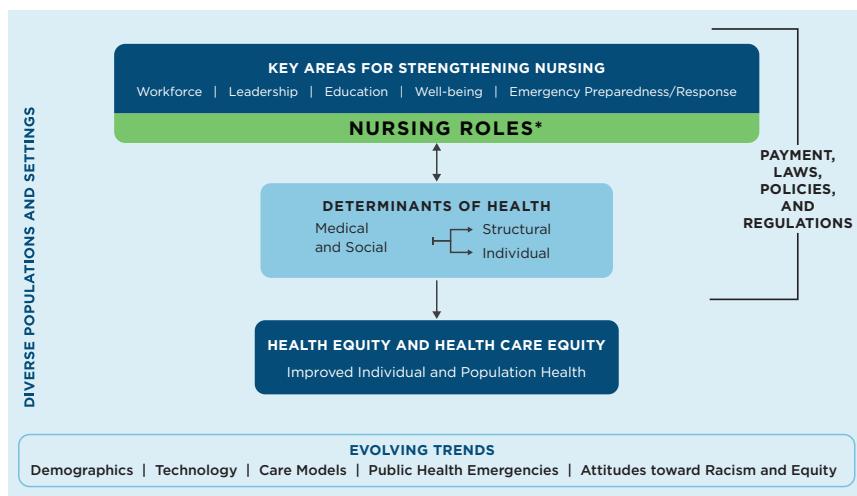 KEY AREAS FOR STRENGTHENING NURSING
Workforce | Leadership | Education | Well-being | Emergency Preparedness/Response
NURSING ROLES*
DIVERSE POPULATIONS AND SETTINGS
PAYMENT,
LAWS,
POLICIES,
AND
REGULATIONS
DETERMINANTS OF HEALTH
Medical
and Social
Structural
Individual
HEALTH EQUITY AND HEALTH CARE EQUITY
Improved Individual and Population Health
EVOLVING TRENDS
Demographics | Technology | Care Models | Public Health Emergencies | Attitudes toward Racism and Equity